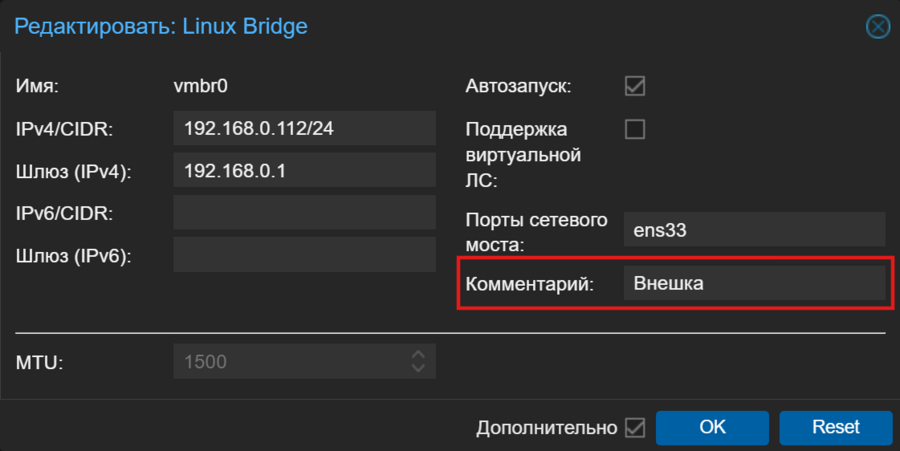 Редактировать: Linux Bridge
Имя: vmbr0
IPv4/CIDR: 192.168.0.112/24
Шлюз (IPv4): 192.168.0.1
IPv6/CIDR:
Шлюз (IPv6):
Автозапуск:
Поддержка
виртуальной
ЛС:
Порты сетевого
моста: ens33
Комментарий: Внешка
MTU: 1500
Дополнительно OK Reset